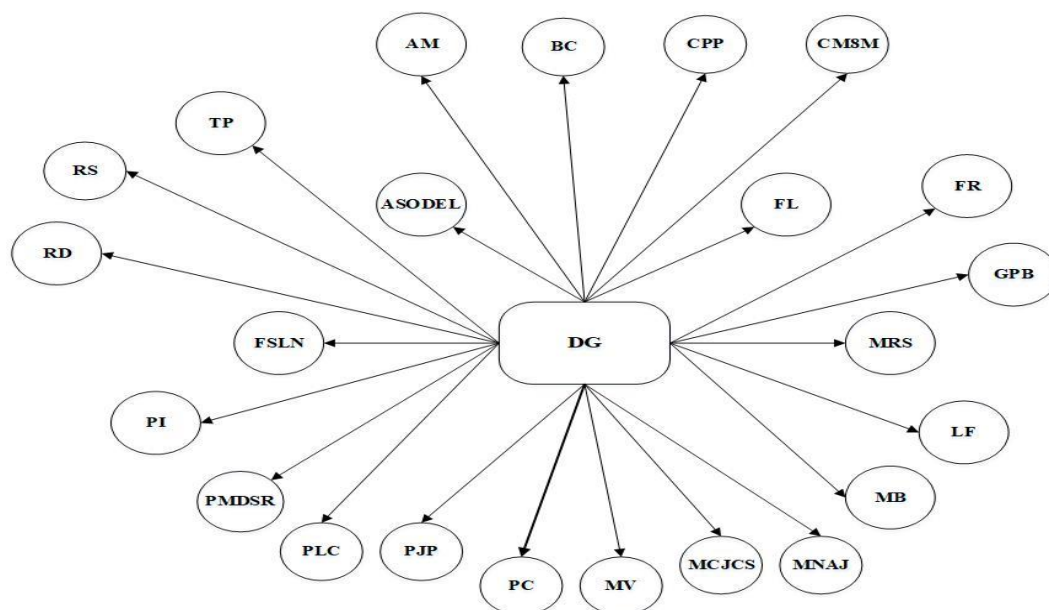 AM
BC
CPP
CM8M
TP
RS
FR
ASODEL
FL
RD
GPB
DG
FSLN
MRS
PI
LF
PMDSR
MB
PLC
PJP
MCJCS
MNAJ
PC
MV